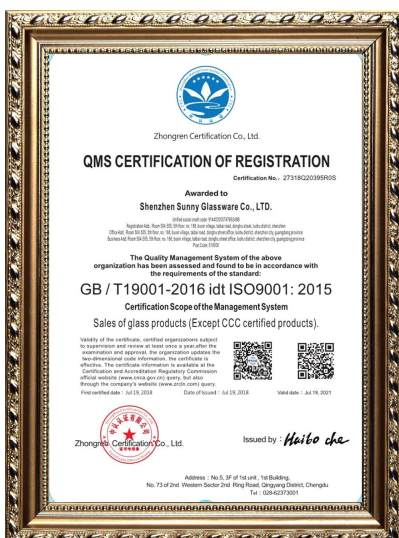 Zhongren Certification Co., Ltd.
QMS CERTIFICATION OF REGISTRATION
Certification No.: 27318Q20395R0S
Awarded to
Shenzhen Sunny Glassware Co., LTD.
The Quality Management System of the above
organization has been assessed and found to be in accordance with
the requirements of the standard:
GB / T19001-2016 idt ISO9001: 2015
Certification Scope of the Management System
Sales of glass products (Except CCC certified products).
Validity of the certificate, certified organizations subject
to supervision and review at least once a year,after the
examination and approval, the organization updates the
two-dimensional code information, the certificate is
effective. The certificate information is available at the
Certification and Accreditation Regulatory Commission
official website (www.cnca.gov.cn) query, but also
through the company's website (www.zrclc.com) query.
First certified date : Jul.19, 2018
Date of Issued : Jul.19, 2018
Valid date : Jul.18, 2021
Zhongren Certification Co., Ltd.
Issued by : Haibo che
Address : No.5, 3F of 1st unit , 1st Building,
No. 73 of 2nd Western Sector 2nd Ring Road, Qingyang District, Chengdu
Tel : 028-62373001